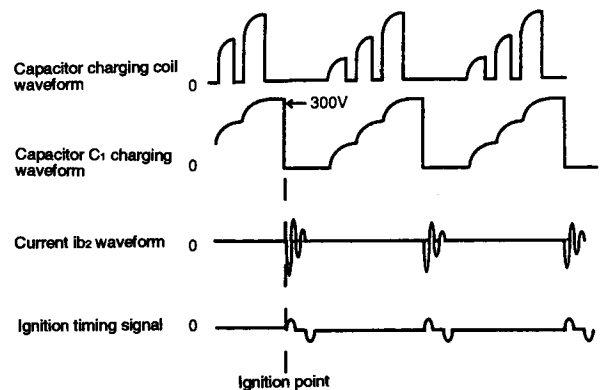 Capacitor charging coil
waveform
0
300V
Capacitor C1 charging
waveform
0
Current ib2 waveform
0
Ignition timing signal
0
Ignition point